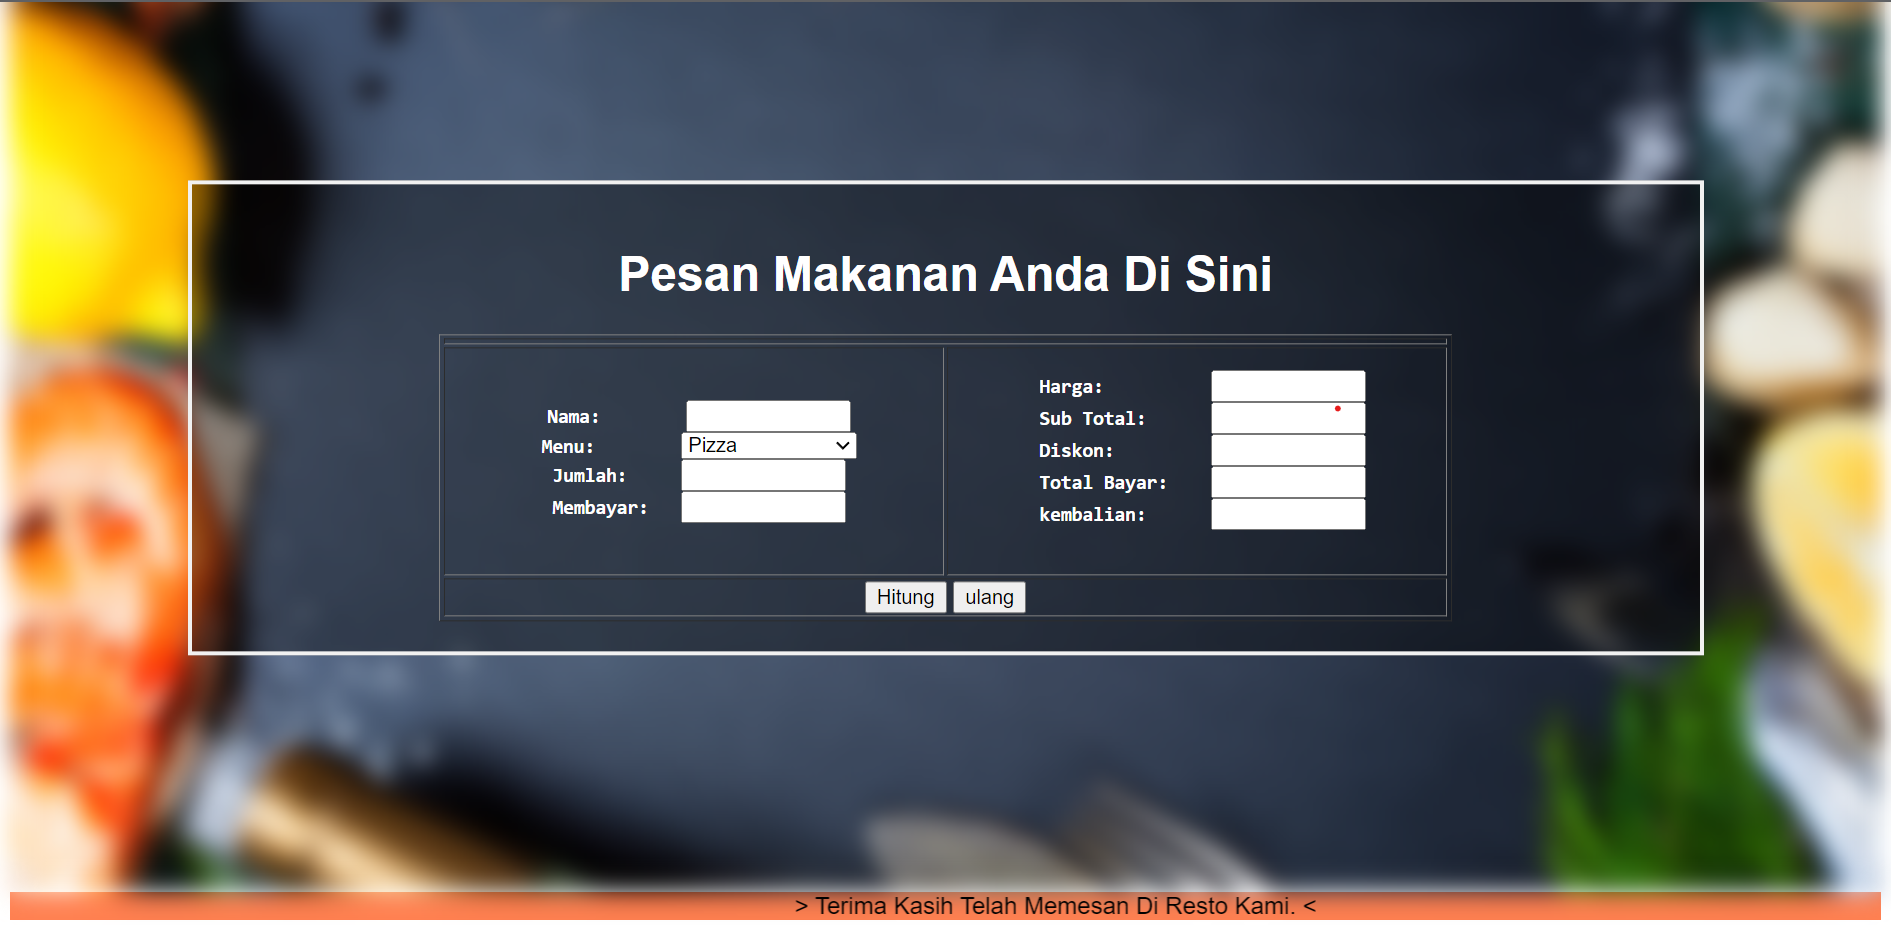 Pesan Makanan Anda Di Sini
Nama:
Menu: Pizza
Jumlah:
Membayar:
Harga:
Sub Total:
Diskon:
Total Bayar:
kembalian:
Hitung ulang
> Terima Kasih Telah Memesan Di Resto Kami. <